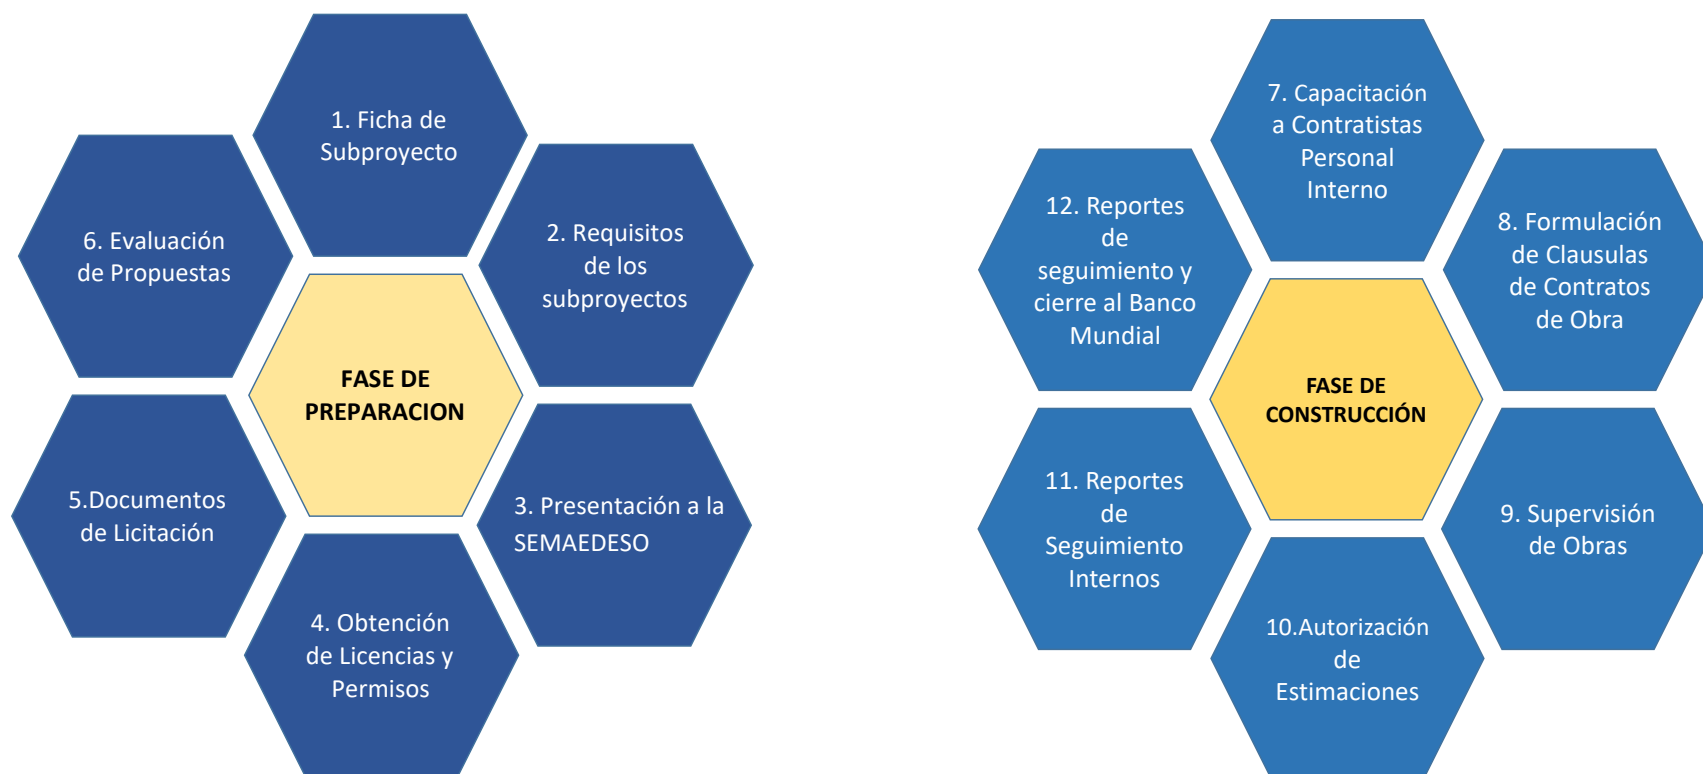 1. Ficha de
Subproyecto
2. Requisitos
de los
subproyectos
3. Presentación a la
SEMAEDESO
4. Obtención
de Licencias y
Permisos
5.Documentos
de Licitación
6. Evaluación
de Propuestas
FASE DE
PREPARACION
7. Capacitación
a Contratistas
Personal
Interno
8. Formulación
de Clausulas
de Contratos
de Obra
9. Supervisión
de Obras
10.Autorización
de
Estimaciones
11. Reportes
de
Seguimiento
Internos
12. Reportes
de
seguimiento y
cierre al Banco
Mundial
FASE DE
CONSTRUCCIÓN